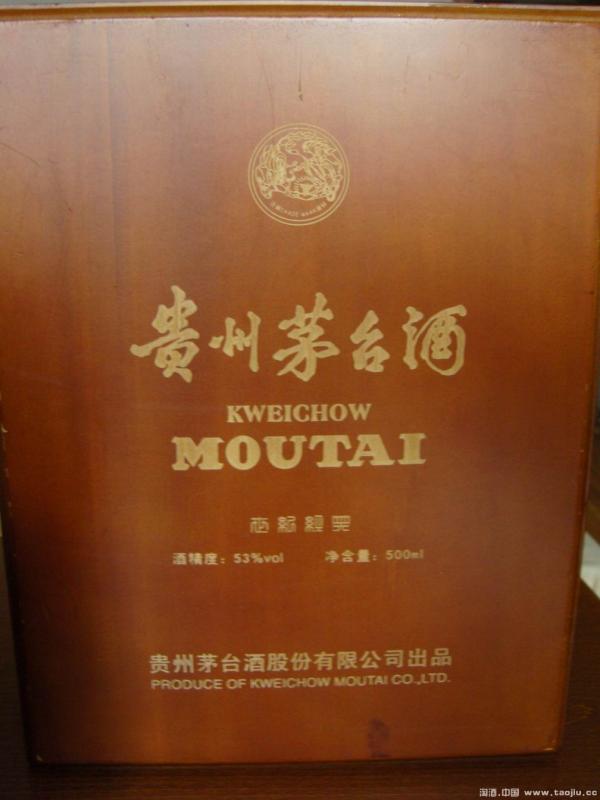 贵州茅台酒
KWEICHOW
MOUTAI
酒精度：53%vol 净含量：500ml
贵州茅台酒股份有限公司出品
PRODUCE OF KWEICHOW MOUTAI CO.,LTD.
淘酒.中国 www.taojiu.cc